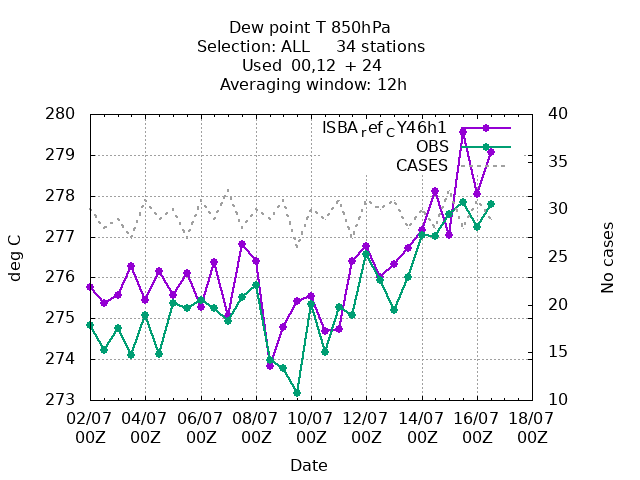 Dew point T 850hPa
Selection: ALL 34 stations
Used 00,12 + 24
Averaging window: 12h
280
279
278
277
276
275
274
273
deg C
40
35
30
25
20
15
10
No cases
ISBA_ref_CY46h1
OBS
CASES
02/07 04/07 06/07 08/07 10/07 12/07 14/07 16/07 18/07
00Z 00Z 00Z 00Z 00Z 00Z 00Z 00Z 00Z
Date